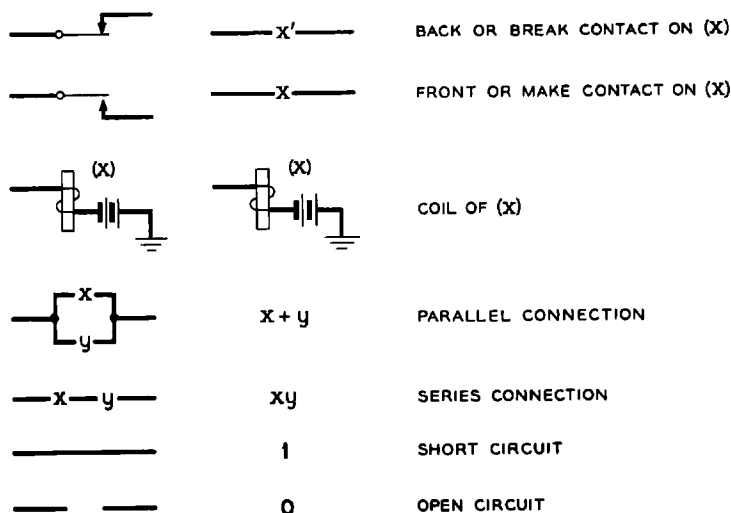 X' BACK OR BREAK CONTACT ON (X)
X FRONT OR MAKE CONTACT ON (X)
(X) (X) COIL OF (X)
X y X + y PARALLEL CONNECTION
X y Xy SERIES CONNECTION
1 SHORT CIRCUIT
0 OPEN CIRCUIT